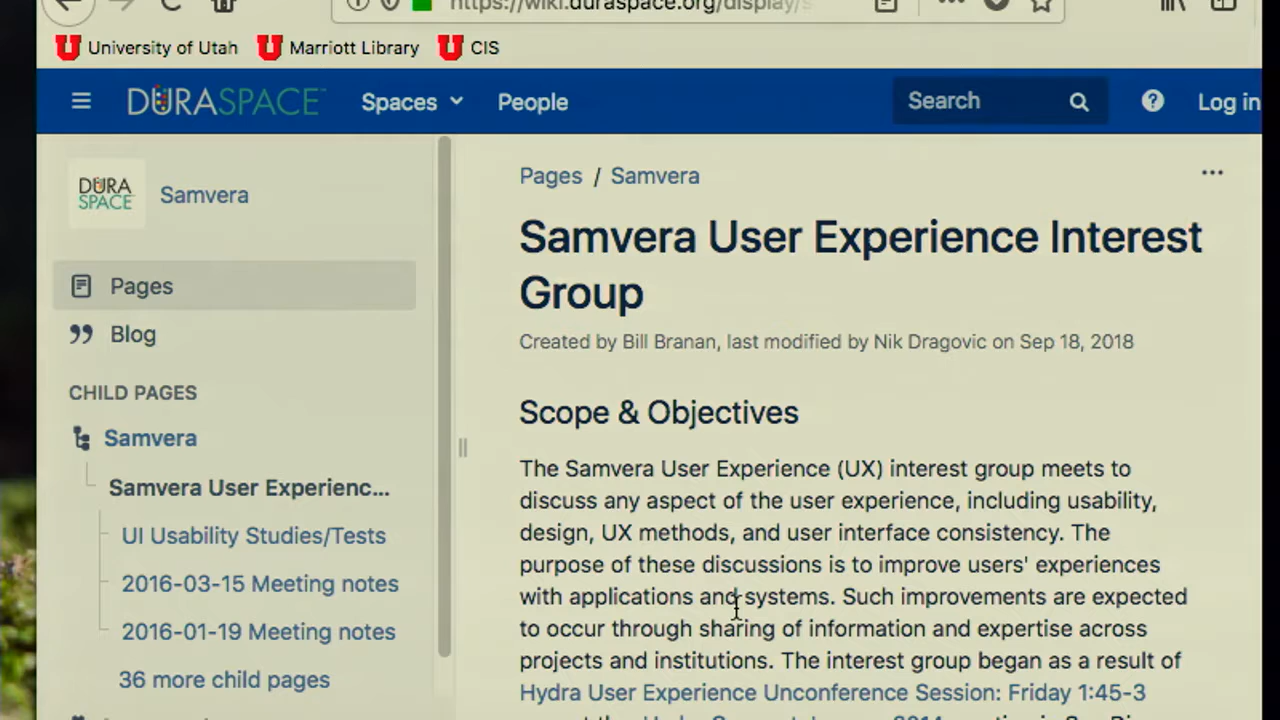 https://wiki.duraspace.org/display/s
University of Utah Marriott Library CIS
DURASPACE Spaces People Search Log in
DURA
SPACE
Samvera
Pages
Blog
CHILD PAGES
Samvera
Samvera User Experienc...
UI Usability Studies/Tests
2016-03-15 Meeting notes
2016-01-19 Meeting notes
36 more child pages
Pages / Samvera
Samvera User Experience Interest
Group
Created by Bill Branan, last modified by Nik Dragovic on Sep 18, 2018
Scope & Objectives
The Samvera User Experience (UX) interest group meets to
discuss any aspect of the user experience, including usability,
design, UX methods, and user interface consistency. The
purpose of these discussions is to improve users' experiences
with applications and systems. Such improvements are expected
to occur through sharing of information and expertise across
projects and institutions. The interest group began as a result of
Hydra User Experience Unconference Session: Friday 1:45-3